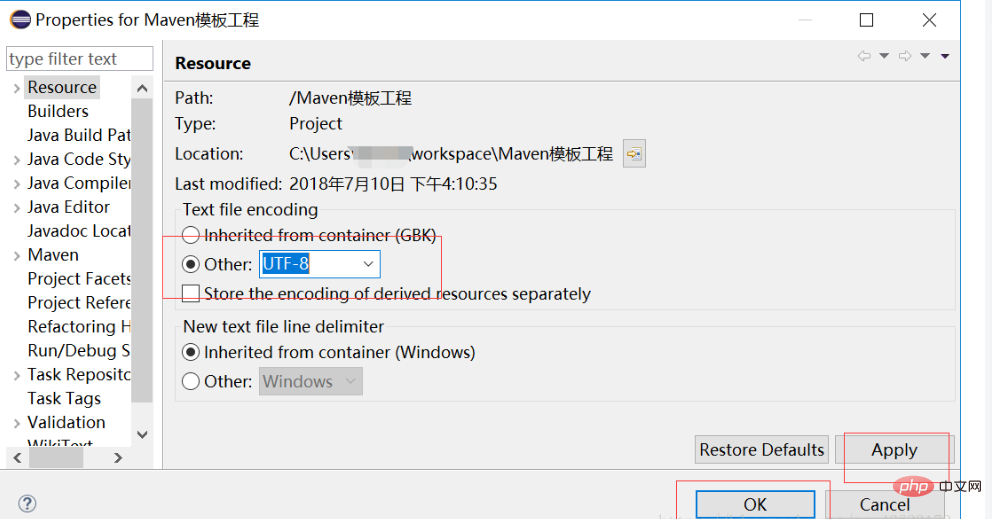 Properties for Maven模板工程
type filter text
Resource
Builders
Java Build Pat
Java Code Sty
Java Compiler
Java Editor
Javadoc Locat
Maven
Project Facets
Project Refere
Refactoring H
Run/Debug S
Task Reposito
Task Tags
Validation
WikiText
Resource
Path: /Maven模板工程
Type: Project
Location: C:\Users\ \workspace\Maven模板工程
Last modified: 2018年7月10日 下午4:10:35
Text file encoding
Inherited from container (GBK)
Other: UTF-8
Store the encoding of derived resources separately
New text file line delimiter
Inherited from container (Windows)
Other: Windows
Restore Defaults Apply
OK Cancel
php 中文网